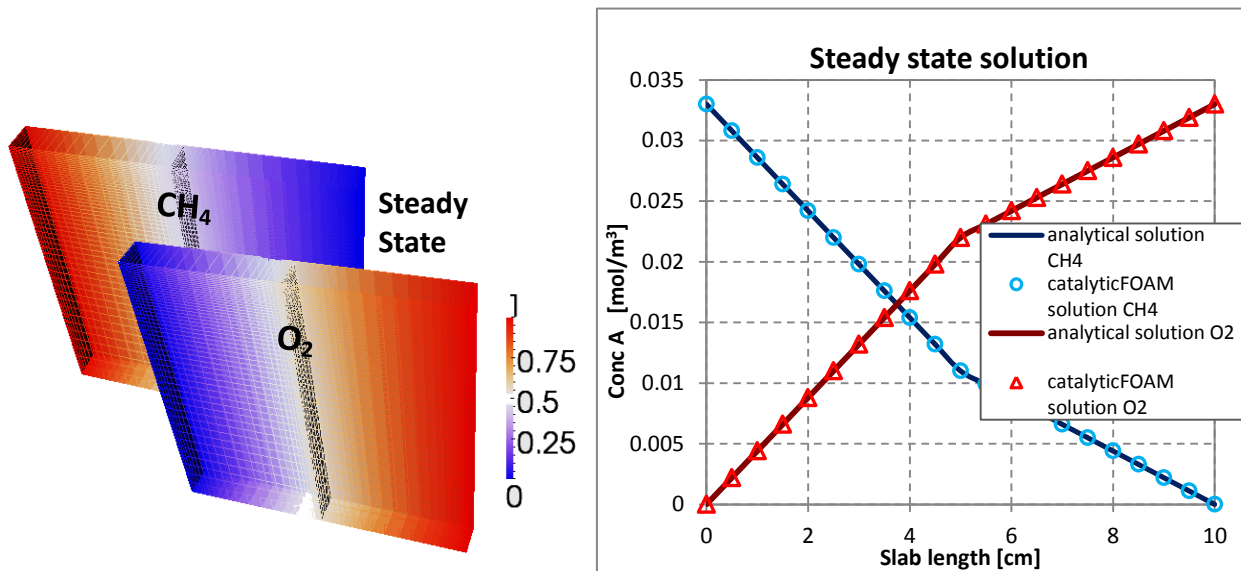 CH₄
O₂
Steady
State
0.75
0.5
0.25
0
Steady state solution
Conc A [mol/m³]
0.035
0.03
0.025
0.02
0.015
0.01
0.005
0
0 2 4 6 8 10
Slab length [cm]
analytical solution
CH4
catalyticFOAM
solution CH4
analytical solution O2
catalyticFOAM
solution O2